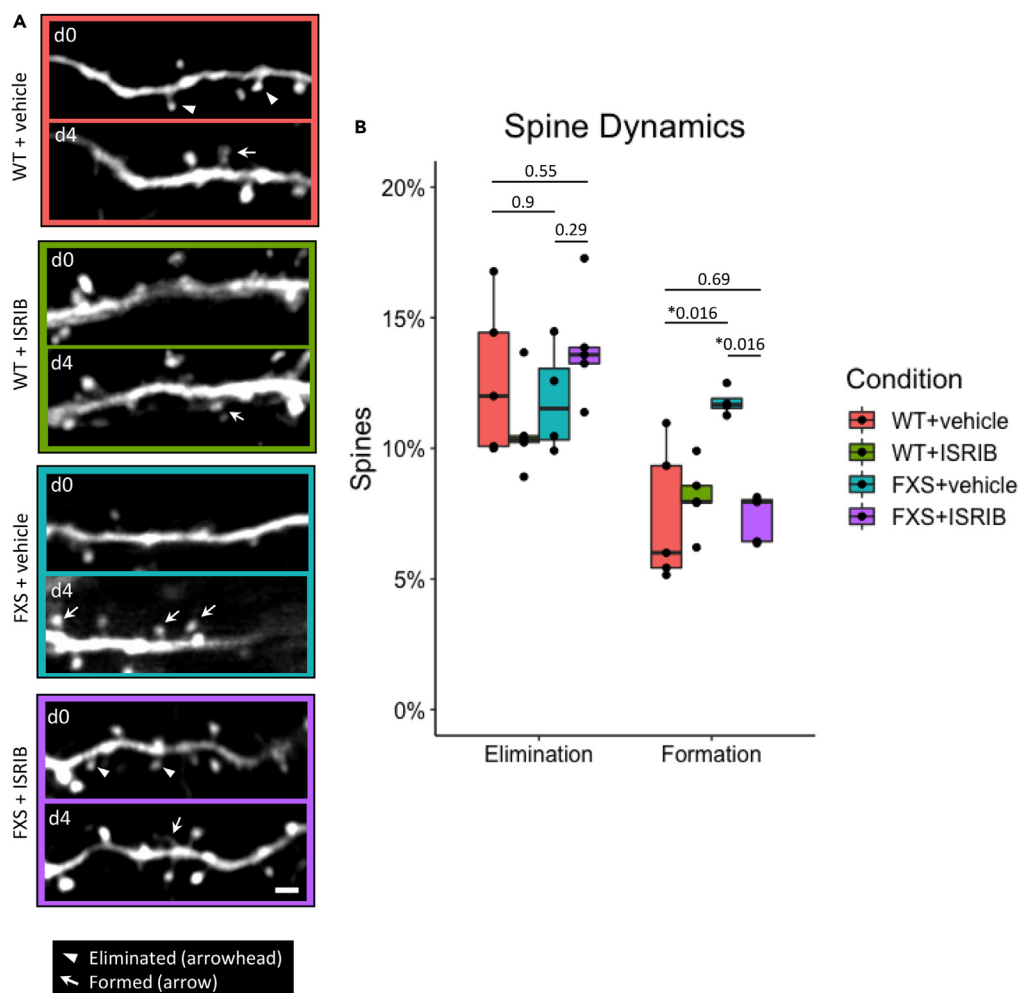 A
WT + vehicle
d0
d4
WT + ISRIB
d0
d4
FXS + vehicle
d0
d4
FXS + ISRIB
d0
d4
Eliminated (arrowhead)
Formed (arrow)
B
Spine Dynamics
Spines
20%
15%
10%
5%
0%
0.55
0.9
0.29
0.69
*0.016
*0.016
Elimination
Formation
Condition
WT+vehicle
WT+ISRIB
FXS+vehicle
FXS+ISRIB